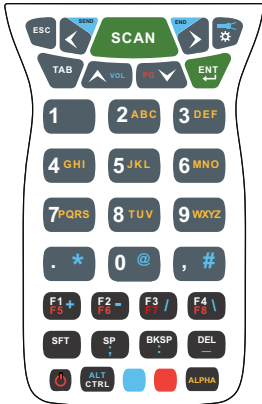 SEND END
ESC SCAN
TAB VOL PG ENT
1 2 ABC 3 DEF
4 GHI 5 JKL 6 MNO
7 PQRS 8 TUV 9 WXYZ
. * 0 @ , #
F1 + F2 - F3 / F4 \
F5 F6 F7 F8
SFT SP BKSP DEL
; : _
ALT ALPHA
CTRL